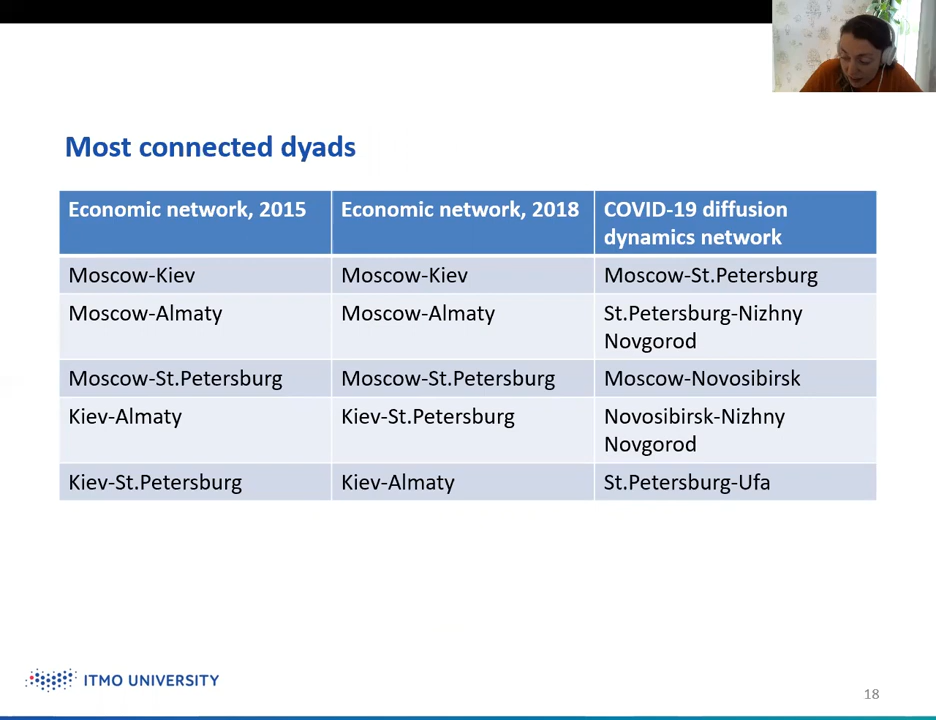 Most connected dyads
Economic network, 2015
Economic network, 2018
COVID-19 diffusion
dynamics network
Moscow-Kiev
Moscow-Kiev
Moscow-St.Petersburg
Moscow-Almaty
Moscow-Almaty
St.Petersburg-Nizhny
Novgorod
Moscow-St.Petersburg
Moscow-St.Petersburg
Moscow-Novosibirsk
Kiev-Almaty
Kiev-St.Petersburg
Novosibirsk-Nizhny
Novgorod
Kiev-St.Petersburg
Kiev-Almaty
St.Petersburg-Ufa
ITMO UNIVERSITY
18